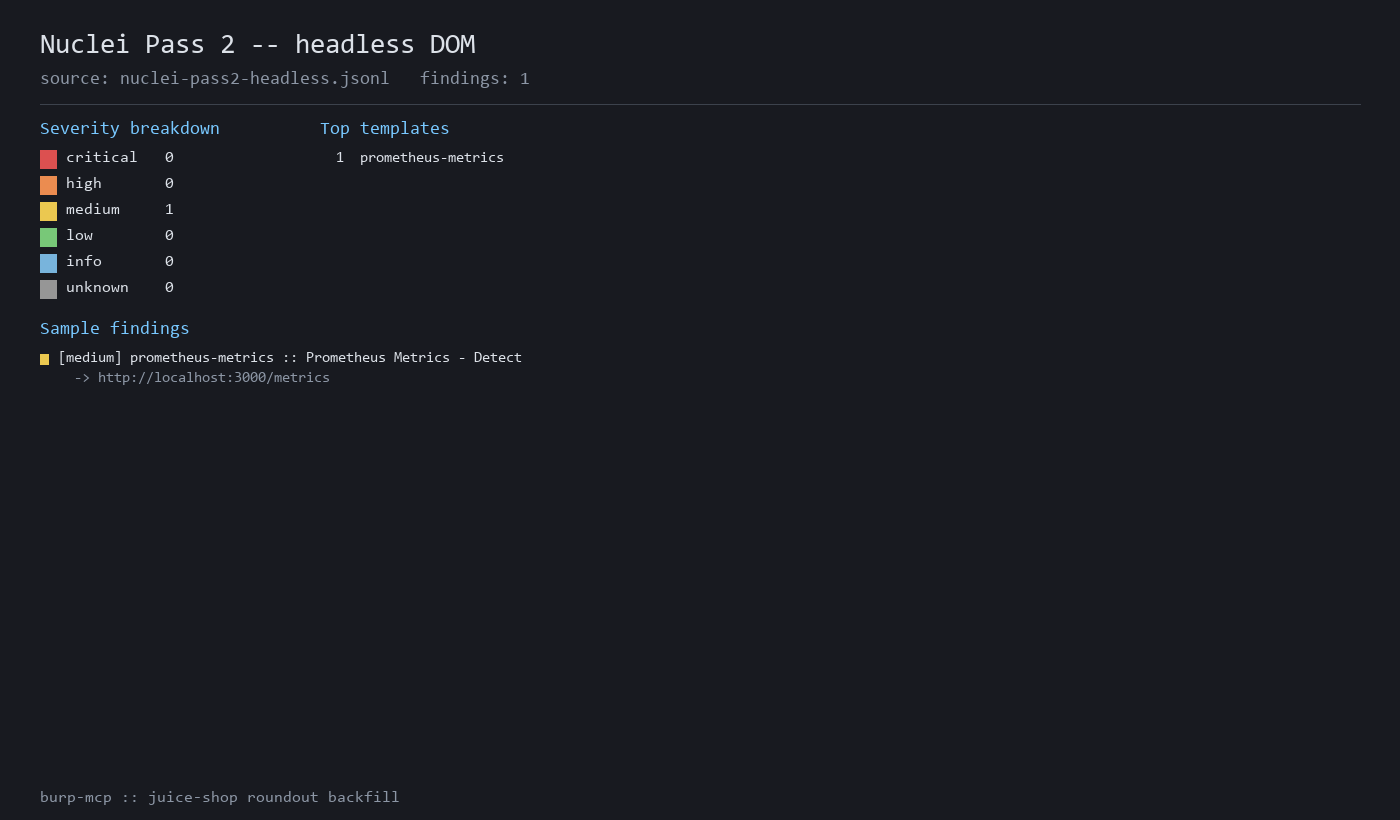 Nuclei Pass 2 -- headless DOM
source: nuclei-pass2-headless.jsonl   findings: 1
Severity breakdown
critical   0
high       0
medium     1
low        0
info       0
unknown    0
Top templates
1  prometheus-metrics
Sample findings
[medium] prometheus-metrics :: Prometheus Metrics - Detect
-> http://localhost:3000/metrics
burp-mcp :: juice-shop roundout backfill